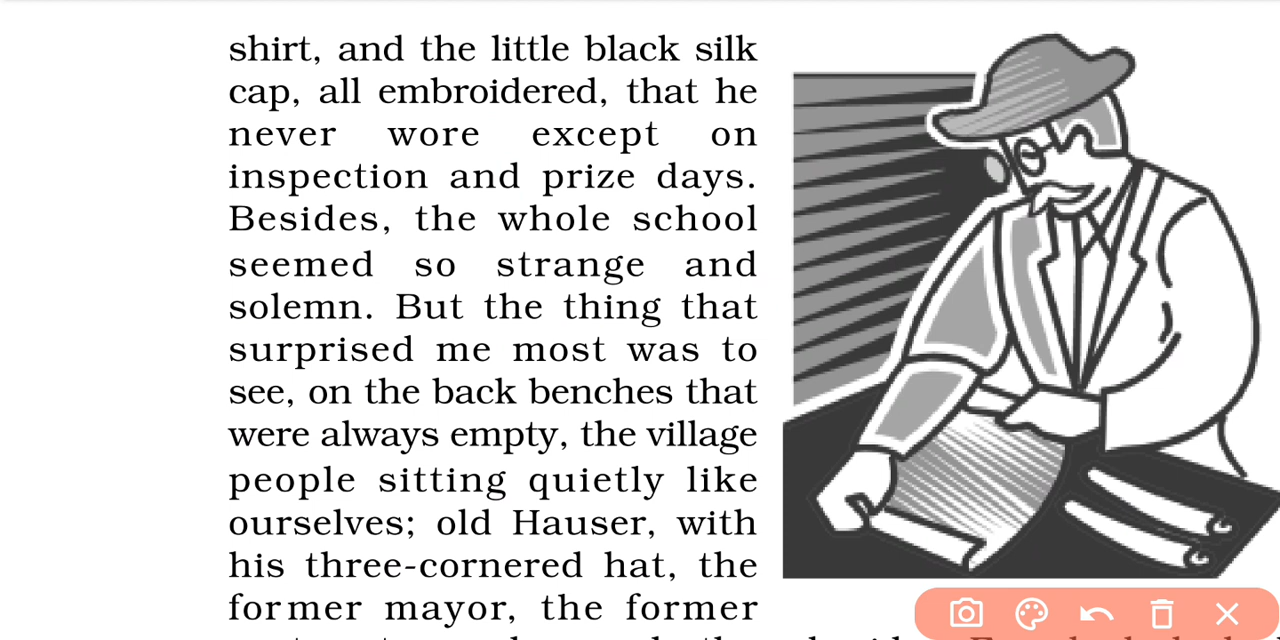 shirt, and the little black silk
cap, all embroidered, that he
never wore except on
inspection and prize days.
Besides, the whole school
seemed so strange and
solemn. But the thing that
surprised me most was to
see, on the back benches that
were always empty, the village
people sitting quietly like
ourselves; old Hauser, with
his three-cornered hat, the
former mayor, the former